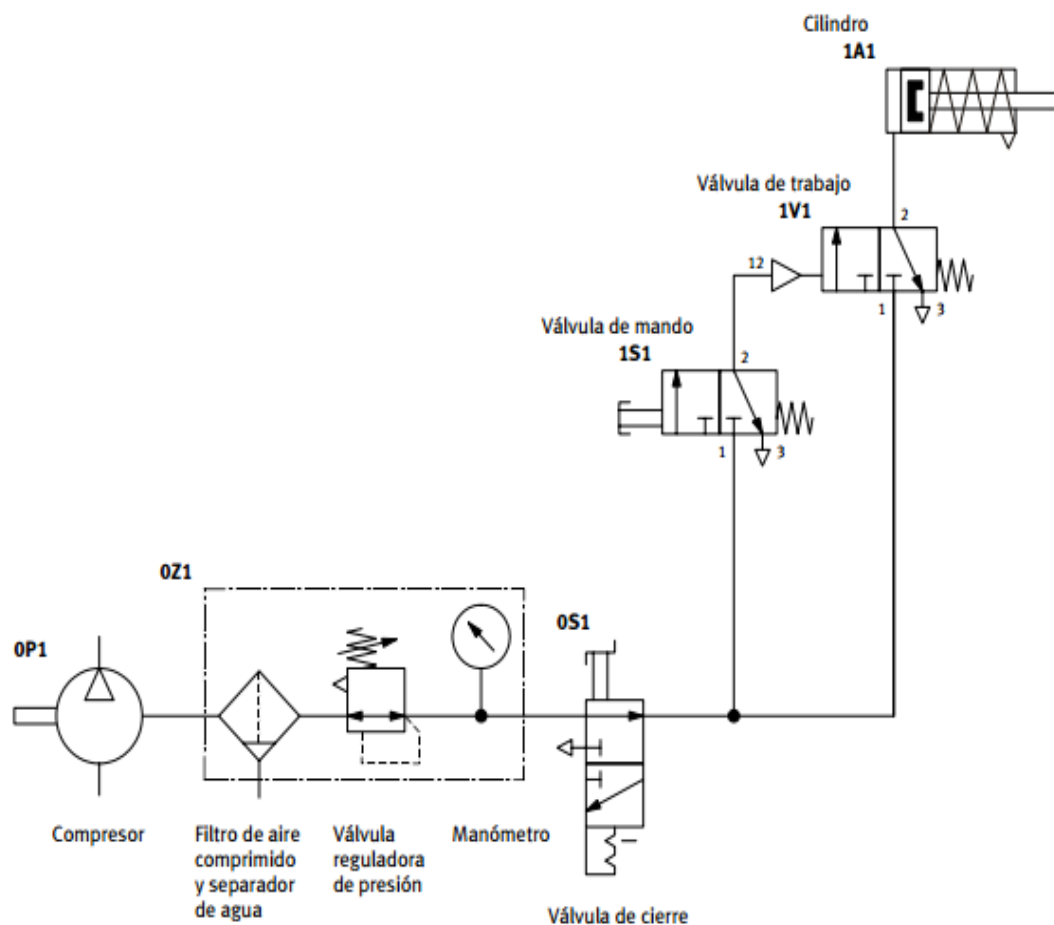 Cilindro
1A1
Válvula de trabajo
1V1
2
12
1
3
Válvula de mando
1S1
2
1
3
0Z1
0P1
0S1
Compresor
Filtro de aire
comprimido
y separador
de agua
Válvula
reguladora
de presión
Manómetro
Válvula de cierre